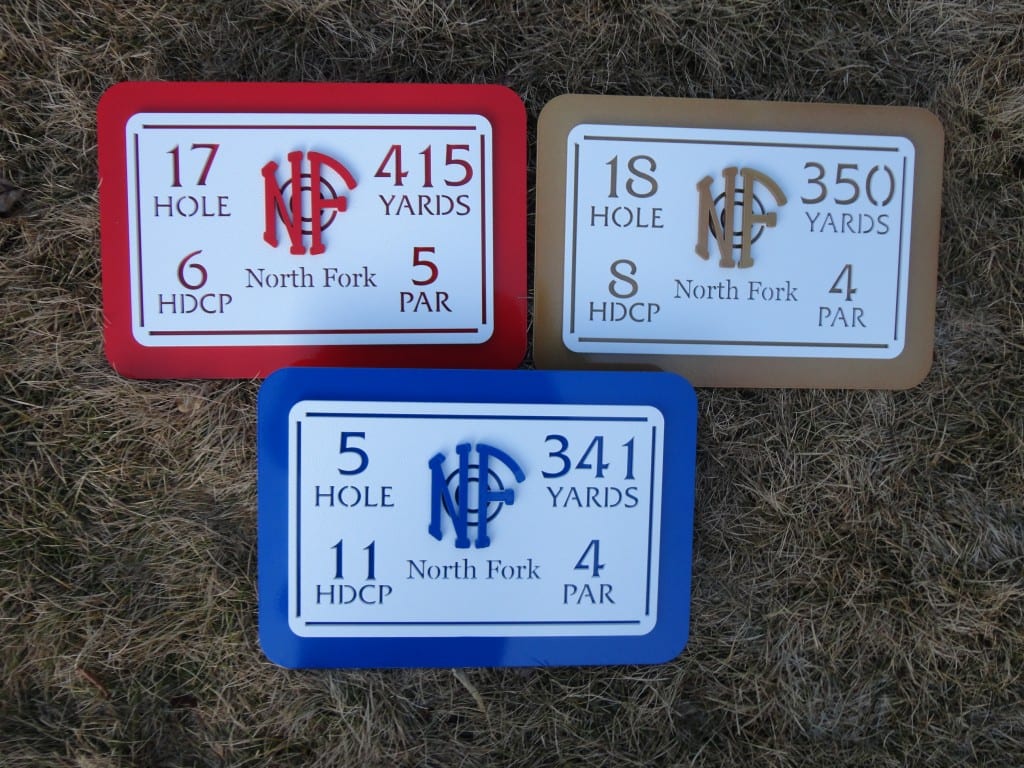 17 HOLE
NF
415 YARDS
6 HDCP
North Fork
5 PAR
18 HOLE
NF
350 YARDS
8 HDCP
North Fork
4 PAR
5 HOLE
NF
341 YARDS
11 HDCP
North Fork
4 PAR